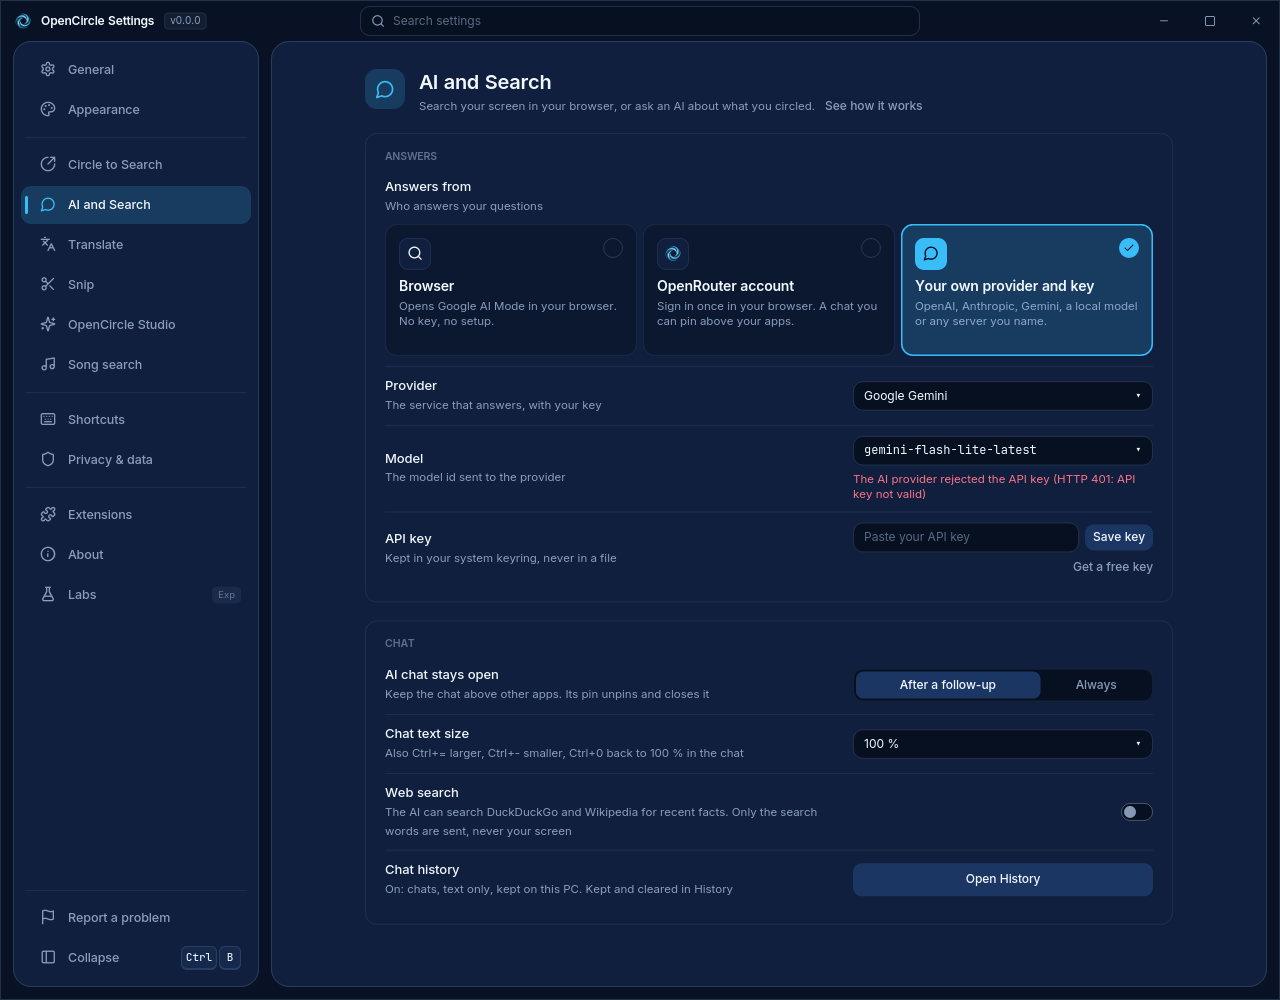 OpenCircle Settings v0.0.0
Search settings
General
Appearance
Circle to Search
AI and Search
Translate
Snip
OpenCircle Studio
Song search
Shortcuts
Privacy & data
Extensions
About
Labs Exp
Report a problem
Collapse Ctrl B
AI and Search
Search your screen in your browser, or ask an AI about what you circled. See how it works
ANSWERS
Answers from
Who answers your questions
Browser
Opens Google AI Mode in your browser.
No key, no setup.
OpenRouter account
Sign in once in your browser. A chat you
can pin above your apps.
Your own provider and key
OpenAI, Anthropic, Gemini, a local model
or any server you name.
Provider
The service that answers, with your key
Google Gemini
Model
The model id sent to the provider
gemini-flash-lite-latest
The AI provider rejected the API key (HTTP 401: API
key not valid)
API key
Kept in your system keyring, never in a file
Paste your API key
Save key
Get a free key
CHAT
AI chat stays open
Keep the chat above other apps. Its pin unpins and closes it
After a follow-up
Always
Chat text size
Also Ctrl+= larger, Ctrl+- smaller, Ctrl+0 back to 100 % in the chat
100 %
Web search
The AI can search DuckDuckGo and Wikipedia for recent facts. Only the search
words are sent, never your screen
Chat history
On: chats, text only, kept on this PC. Kept and cleared in History
Open History